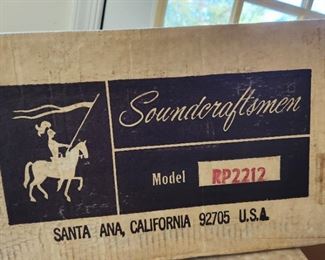 Soundcraftsmen
Model RP2212
SANTA ANA, CALIFORNIA 92705 U.S.A.